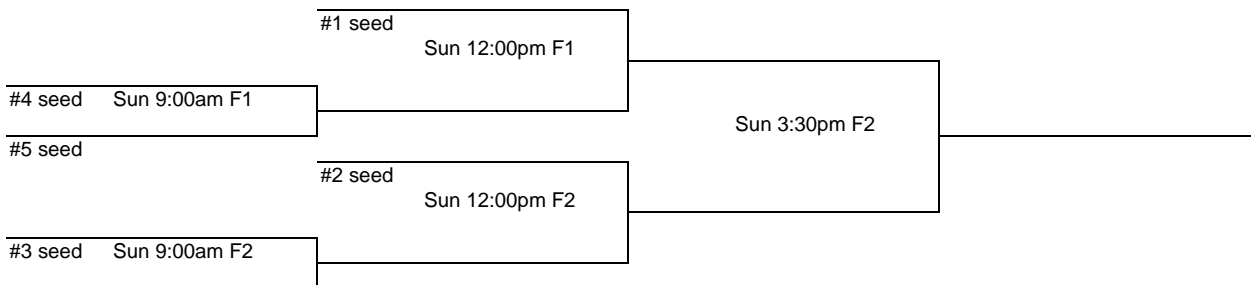 #1 seed
Sun 12:00pm F1
#4 seed Sun 9:00am F1
Sun 3:30pm F2
#5 seed
#2 seed
Sun 12:00pm F2
#3 seed Sun 9:00am F2